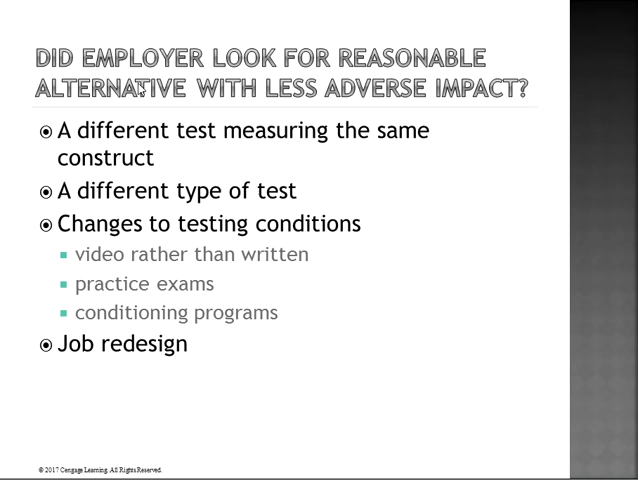 DID EMPLOYER LOOK FOR REASONABLE
ALTERNATIVE WITH LESS ADVERSE IMPACT?
A different test measuring the same
construct
A different type of test
Changes to testing conditions
video rather than written
practice exams
conditioning programs
Job redesign
© 2017 Cengage Learning. All Rights Reserved.